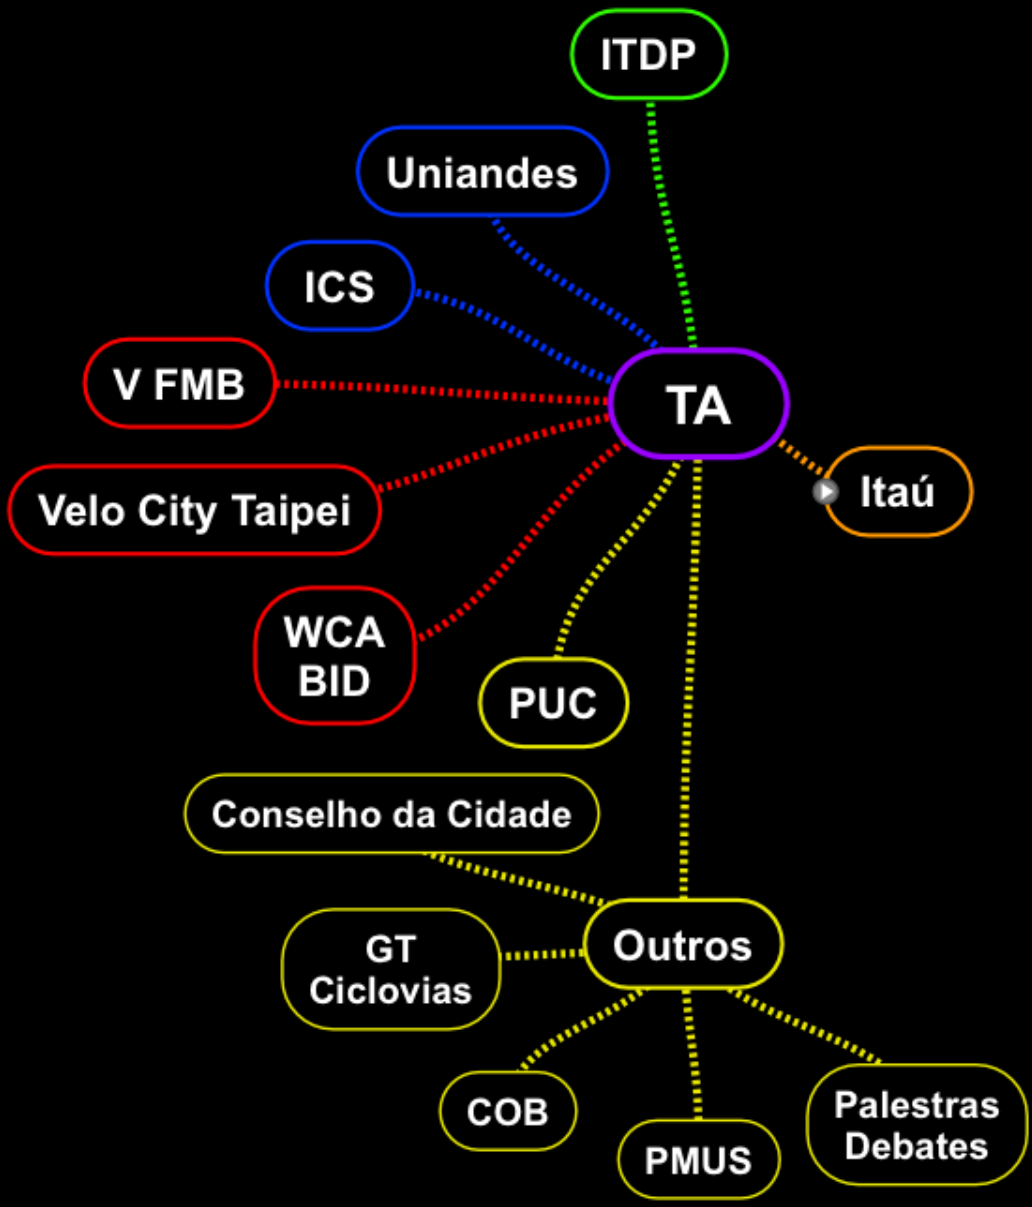 ITDP
Uniandes
ICS
V FMB
TA
Itaú
Velo City Taipei
WCA
BID
PUC
Conselho da Cidade
Outros
GT
Ciclovias
COB
PMUS
Palestras
Debates